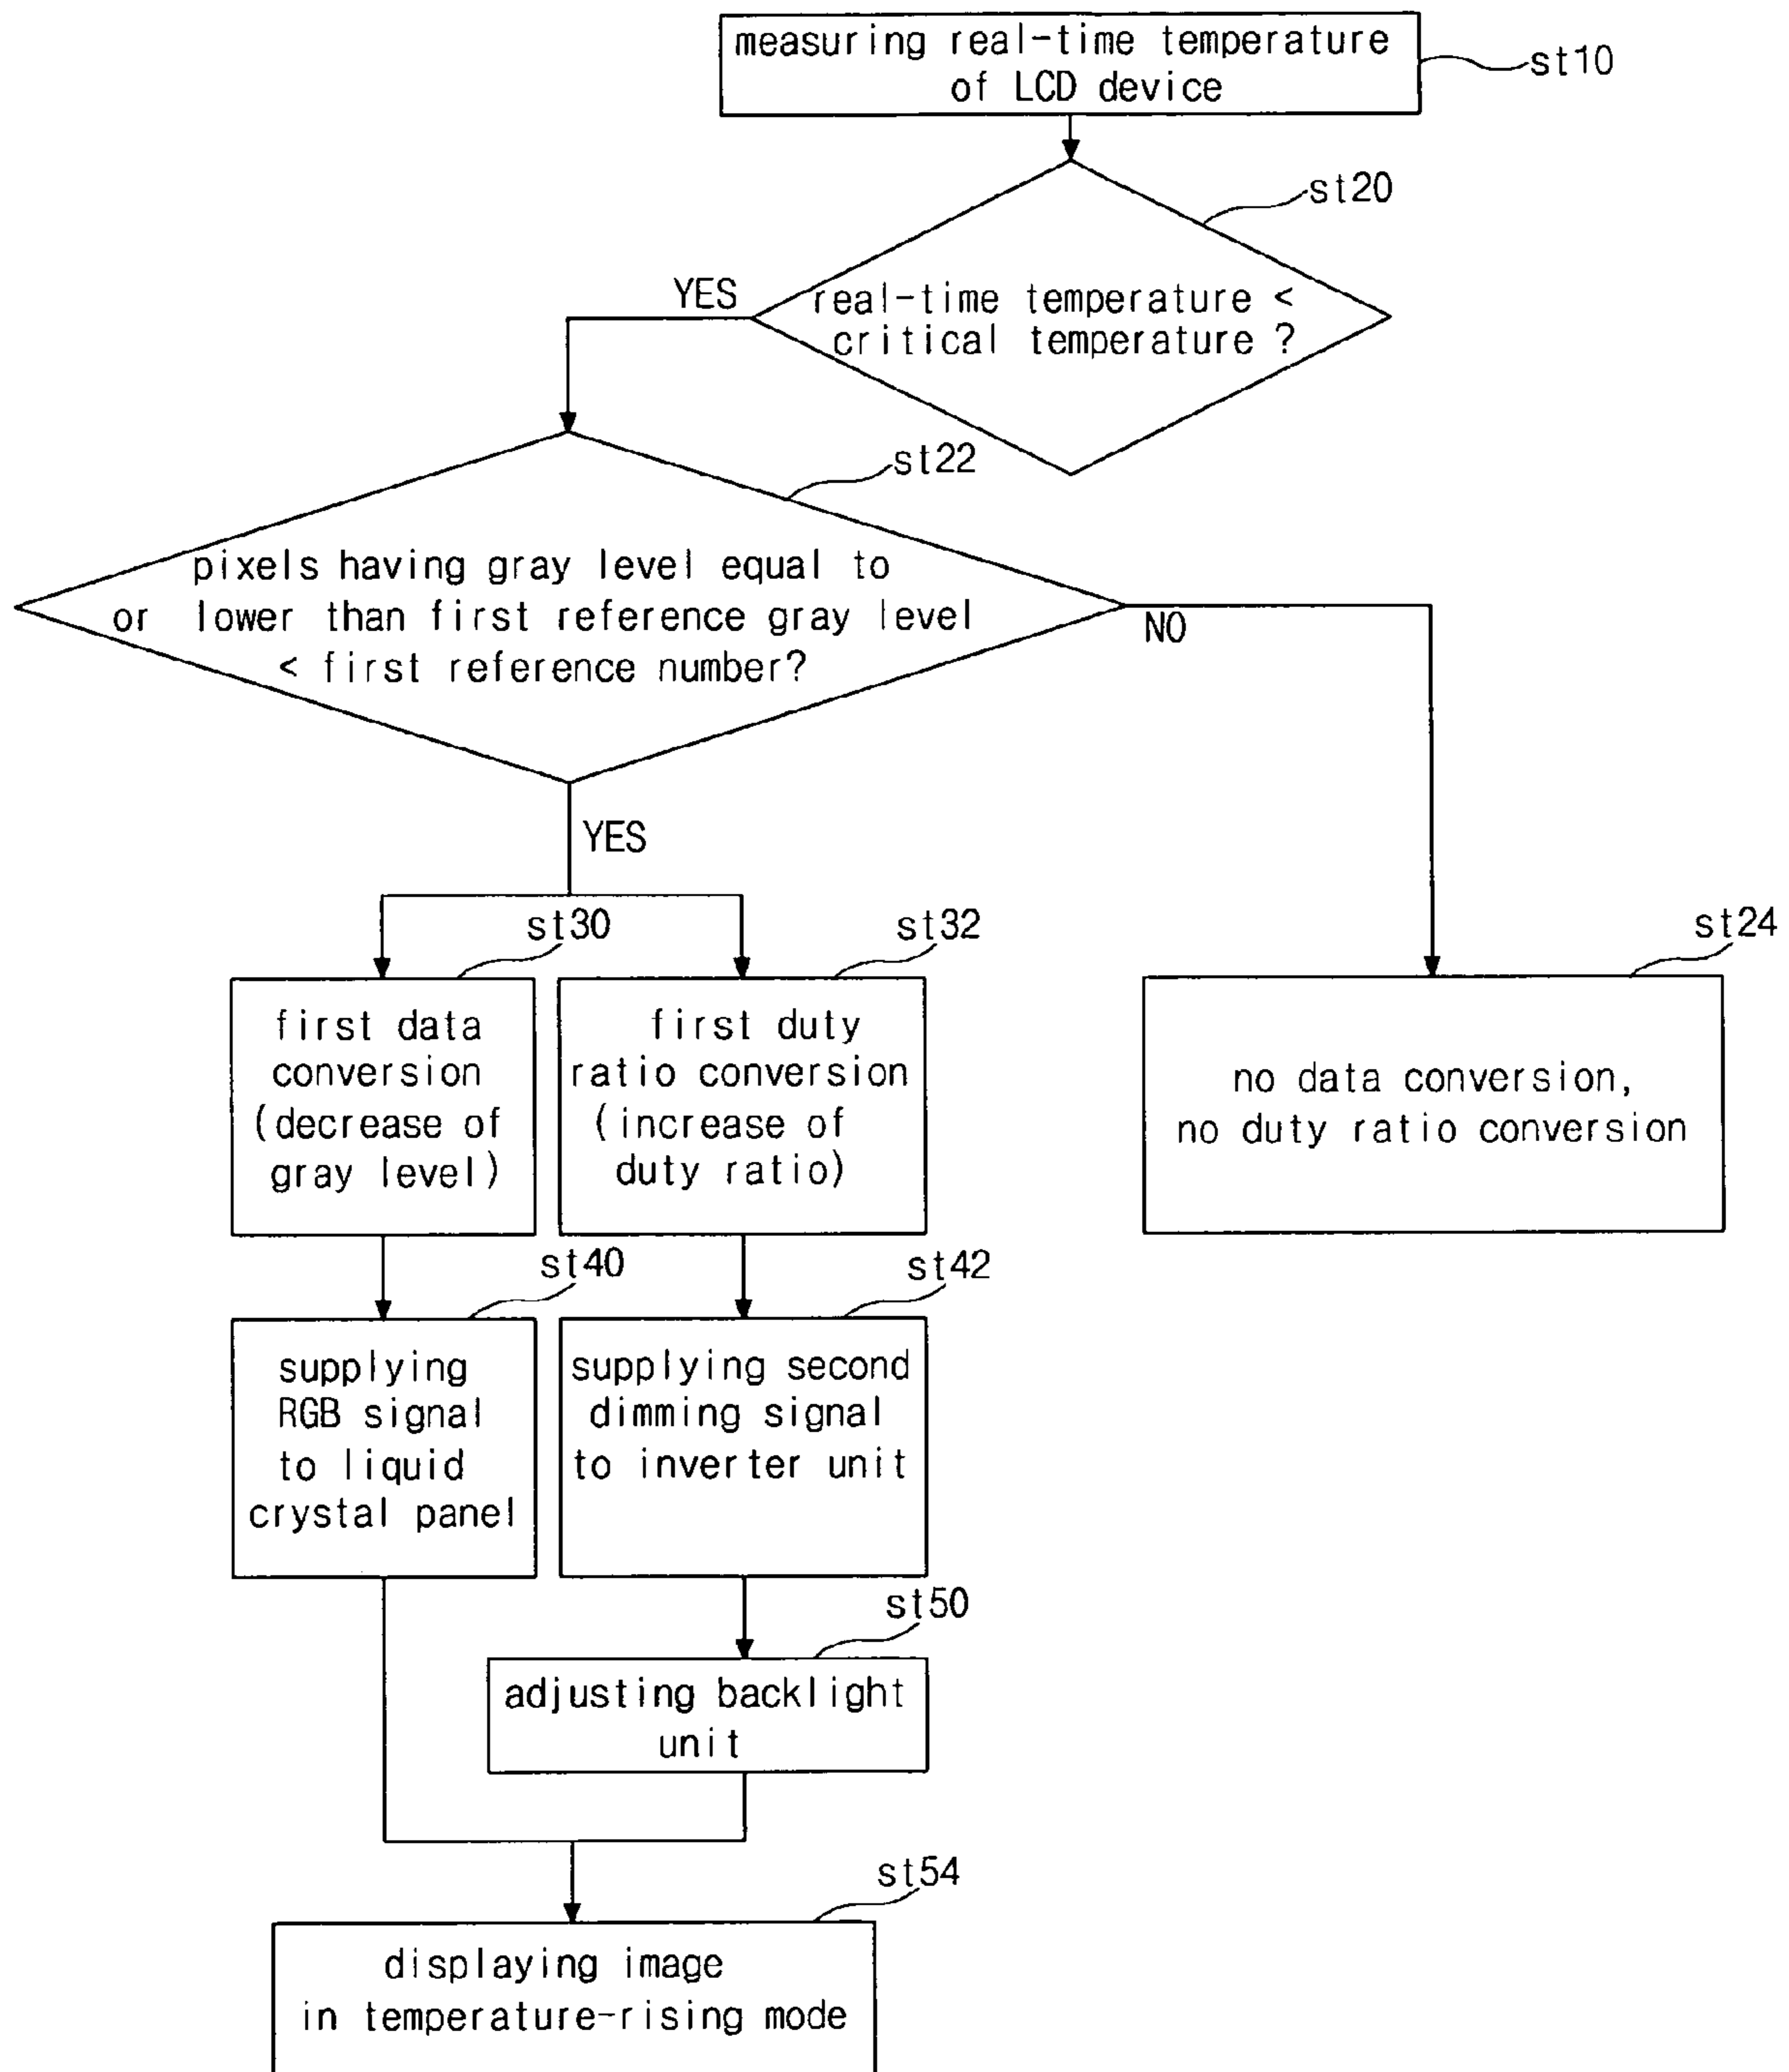 measuring real-time temperature
of LCD device
st10
st20
YES
real-time temperature <
critical temperature ?
st22
pixels having gray level equal to
or lower than first reference gray level
< first reference number?
NO
YES
st30
st32
st24
first data
conversion
(decrease of
gray level)
first duty
ratio conversion
(increase of
duty ratio)
no data conversion,
no duty ratio conversion
st40
st42
supplying
RGB signal
to liquid
crystal panel
supplying second
dimming signal
to inverter unit
st50
adjusting backlight
unit
st54
displaying image
in temperature-rising mode